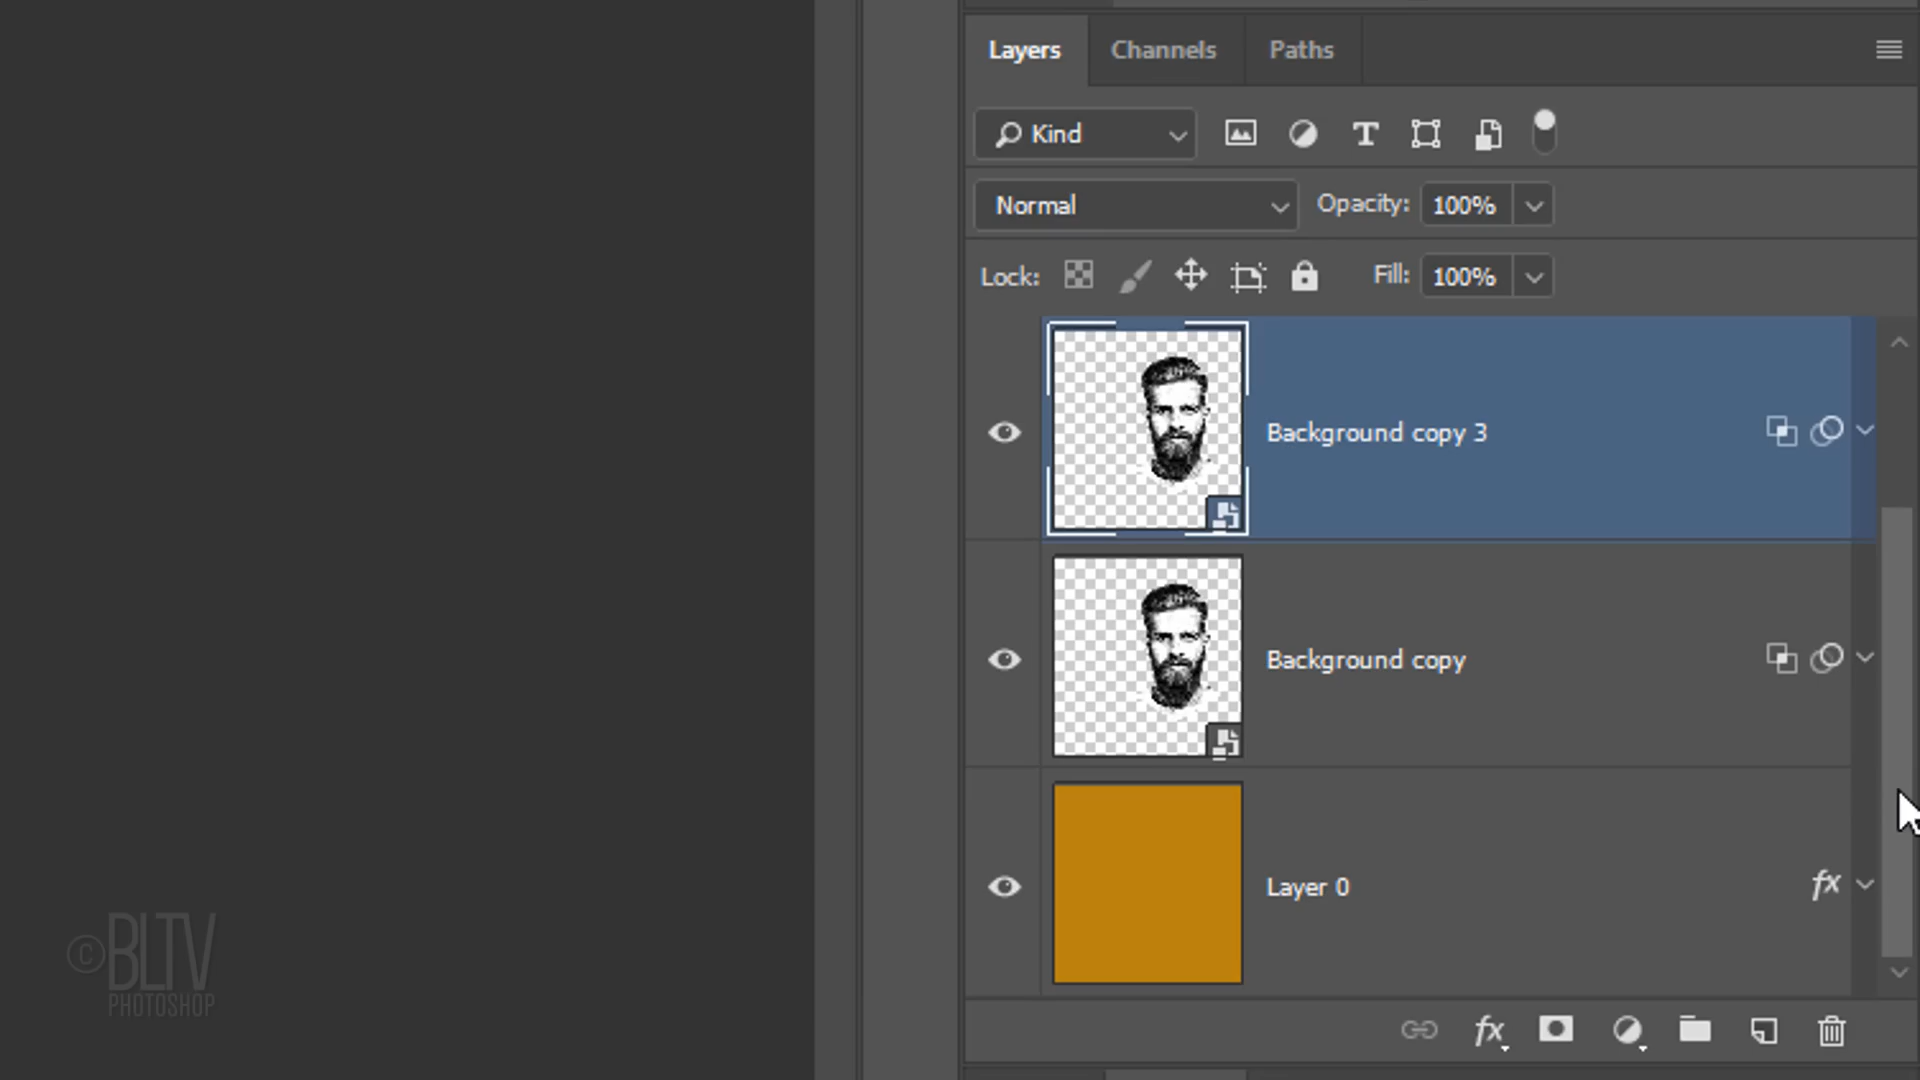 Layers Channels Paths
Kind
Normal Opacity: 100%
Lock: Fill: 100%
Background copy 3
Background copy
Layer 0 fx
fx
© BLTV
PHOTOSHOP